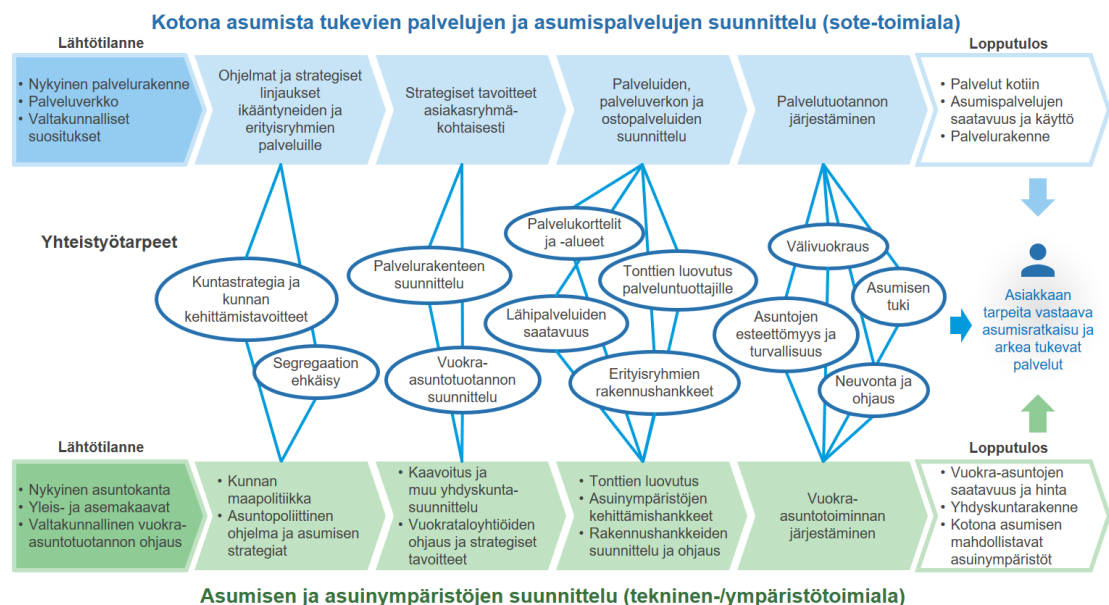 Kotona asumista tukevien palvelujen ja asumispalvelujen suunnittelu (sote-toimiala)
Lähtötilanne
• Nykyinen palvelurakenne
• Palveluverkko
• Valtakunnalliset
suositukset
Ohjelmat ja strategiset
linjaukset
ikääntyneiden ja
erityisryhmien
palveluille
Strategiset tavoitteet
asiakasryhmä-
kohtaisesti
Palveluiden,
palveluverkon ja
ostopalveluiden
suunnittelu
Palvelutuotannon
järjestäminen
Lopputulos
• Palvelut kotiin
• Asumispalvelujen
saatavuus ja käyttö
• Palvelurakenne
Yhteistyötarpeet
Kuntastrategia ja
kunnan
kehittämistavoitteet
Segregaation
ehkäisy
Palvelurakenteen
suunnittelu
Vuokra-
asuntotuotannon
suunnittelu
Palvelukorttelit
ja -alueet
Tonttien luovutus
palveluntuottajille
Lähipalveluiden
saatavuus
Erityisryhmien
rakennushankkeet
Välivuokraus
Asumisen
tuki
Asuntojen
esteettömyys ja
turvallisuus
Neuvonta ja
ohjaus
Asiakkaan
tarpeita vastaava
asumisratkaisu ja
arkea tukevat
palvelut
Lähtötilanne
• Nykyinen asuntokanta
• Yleis- ja asemakaavat
• Valtakunnallinen vuokra-
asuntotuotannon ohjaus
• Kunnan
maapolitiikka
• Asuntopoliittinen
ohjelma ja asumisen
strategiat
• Kaavoitus ja
muu yhdyskunta-
suunnittelu
• Vuokrataloyhtiöiden
ohjaus ja strategiset
tavoitteet
• Tonttien luovutus
• Asuinympäristöjen
kehittämishankkeet
• Rakennushankkeiden
suunnittelu ja ohjaus
Vuokra-
asuntotoiminnan
järjestäminen
Lopputulos
• Vuokra-asuntojen
saatavuus ja hinta
• Yhdyskuntarakenne
• Kotona asumisen
mahdollistavat
asuinympäristöt
Asumisen ja asuinympäristöjen suunnittelu (tekninen-/ympäristötoimiala)